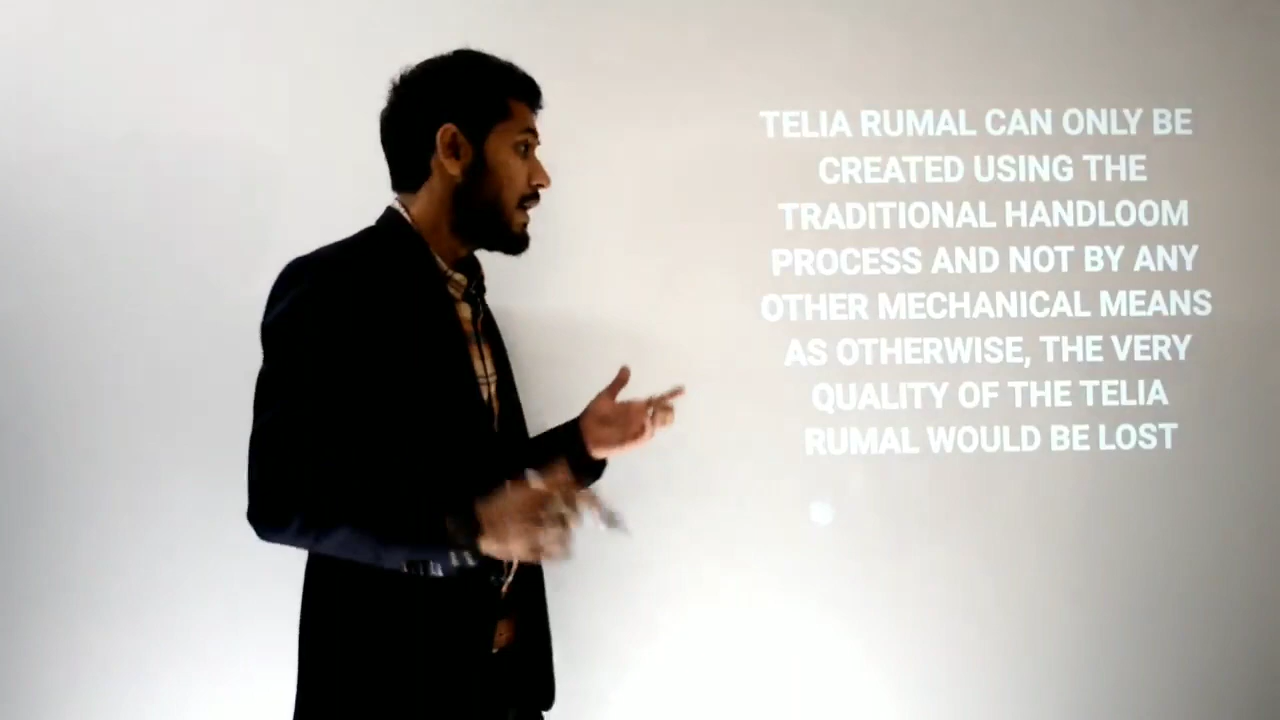 TELIA RUMAL CAN ONLY BE
CREATED USING THE
TRADITIONAL HANDLOOM
PROCESS AND NOT BY ANY
OTHER MECHANICAL MEANS
AS OTHERWISE, THE VERY
QUALITY OF THE TELIA
RUMAL WOULD BE LOST